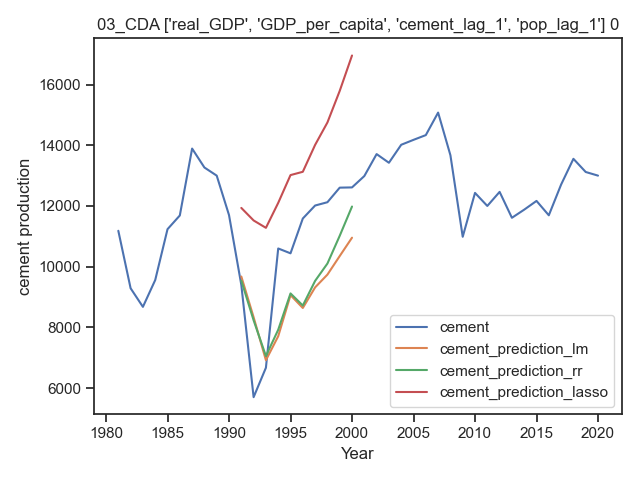 03_CDA ['real_GDP', 'GDP_per_capita', 'cement_lag_1', 'pop_lag_1'] 0
16000
14000
12000
10000
8000
6000
cement production
cement
cement_prediction_lm
cement_prediction_rr
cement_prediction_lasso
1980 1985 1990 1995 2000 2005 2010 2015 2020
Year